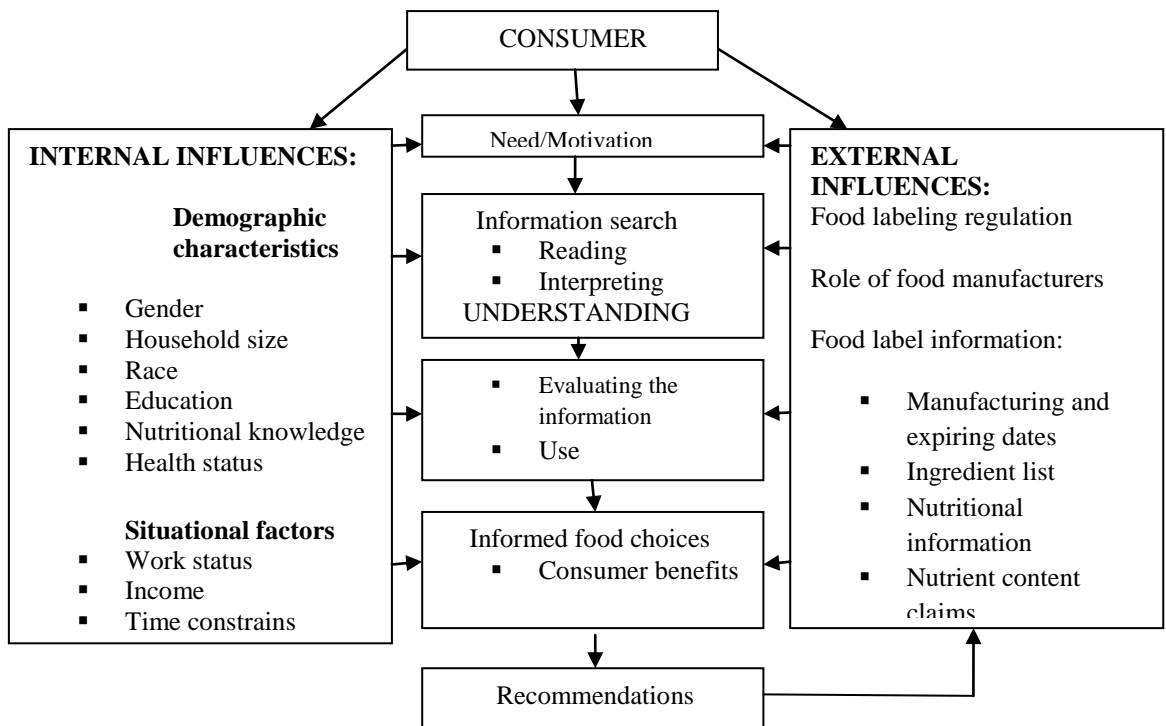 CONSUMER
INTERNAL INFLUENCES:
Demographic
characteristics
▪ Gender
▪ Household size
▪ Race
▪ Education
▪ Nutritional knowledge
▪ Health status
Situational factors
▪ Work status
▪ Income
▪ Time constrains
Need/Motivation
Information search
▪ Reading
▪ Interpreting
UNDERSTANDING
▪ Evaluating the
information
▪ Use
Informed food choices
▪ Consumer benefits
Recommendations
EXTERNAL
INFLUENCES:
Food labeling regulation
Role of food manufacturers
Food label information:
▪ Manufacturing and
expiring dates
▪ Ingredient list
▪ Nutritional
information
▪ Nutrient content
claims